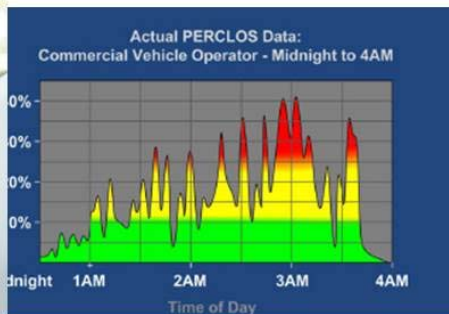 Actual PERCLOS Data:
Commercial Vehicle Operator - Midnight to 4AM
0%
0%
20%
0%
dnight 1AM 2AM 3AM 4AM
Time of Day